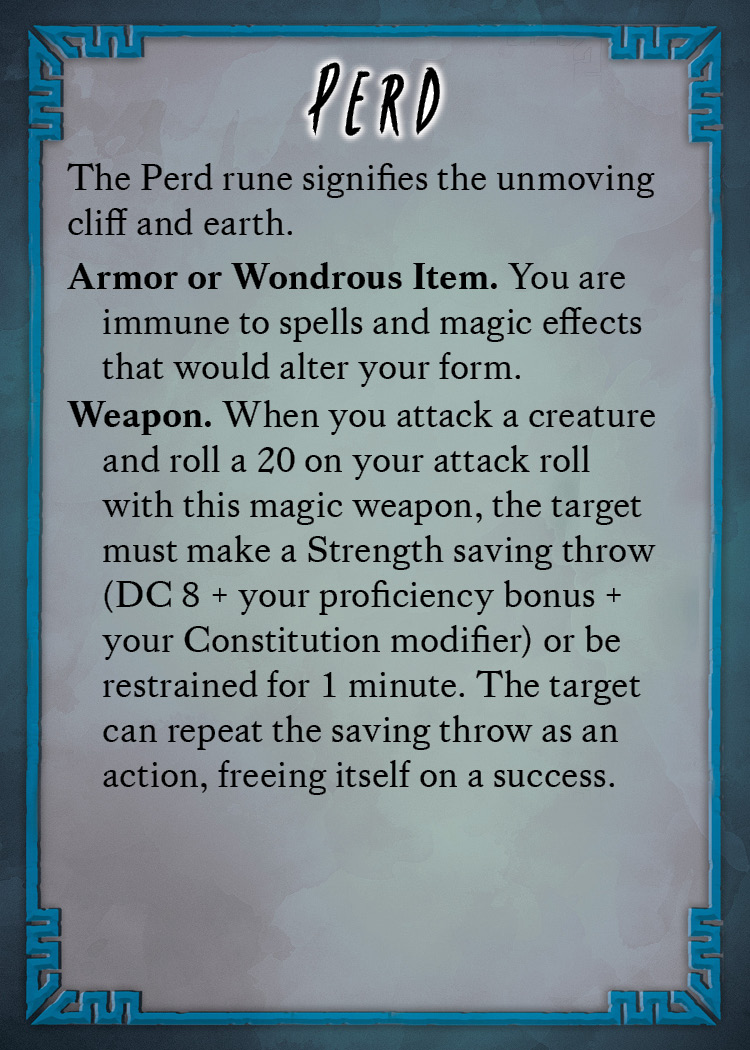 PERD
The Perd rune signifies the unmoving
cliff and earth.
Armor or Wondrous Item. You are
immune to spells and magic effects
that would alter your form.
Weapon. When you attack a creature
and roll a 20 on your attack roll
with this magic weapon, the target
must make a Strength saving throw
(DC 8 + your proficiency bonus +
your Constitution modifier) or be
restrained for 1 minute. The target
can repeat the saving throw as an
action, freeing itself on a success.